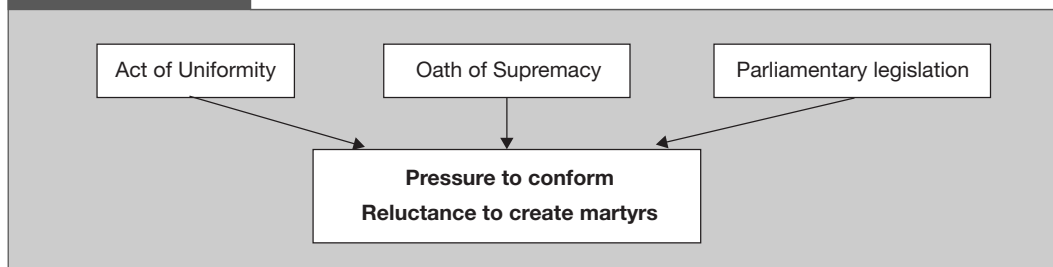 Act of Uniformity
Oath of Supremacy
Parliamentary legislation
Pressure to conform
Reluctance to create martyrs